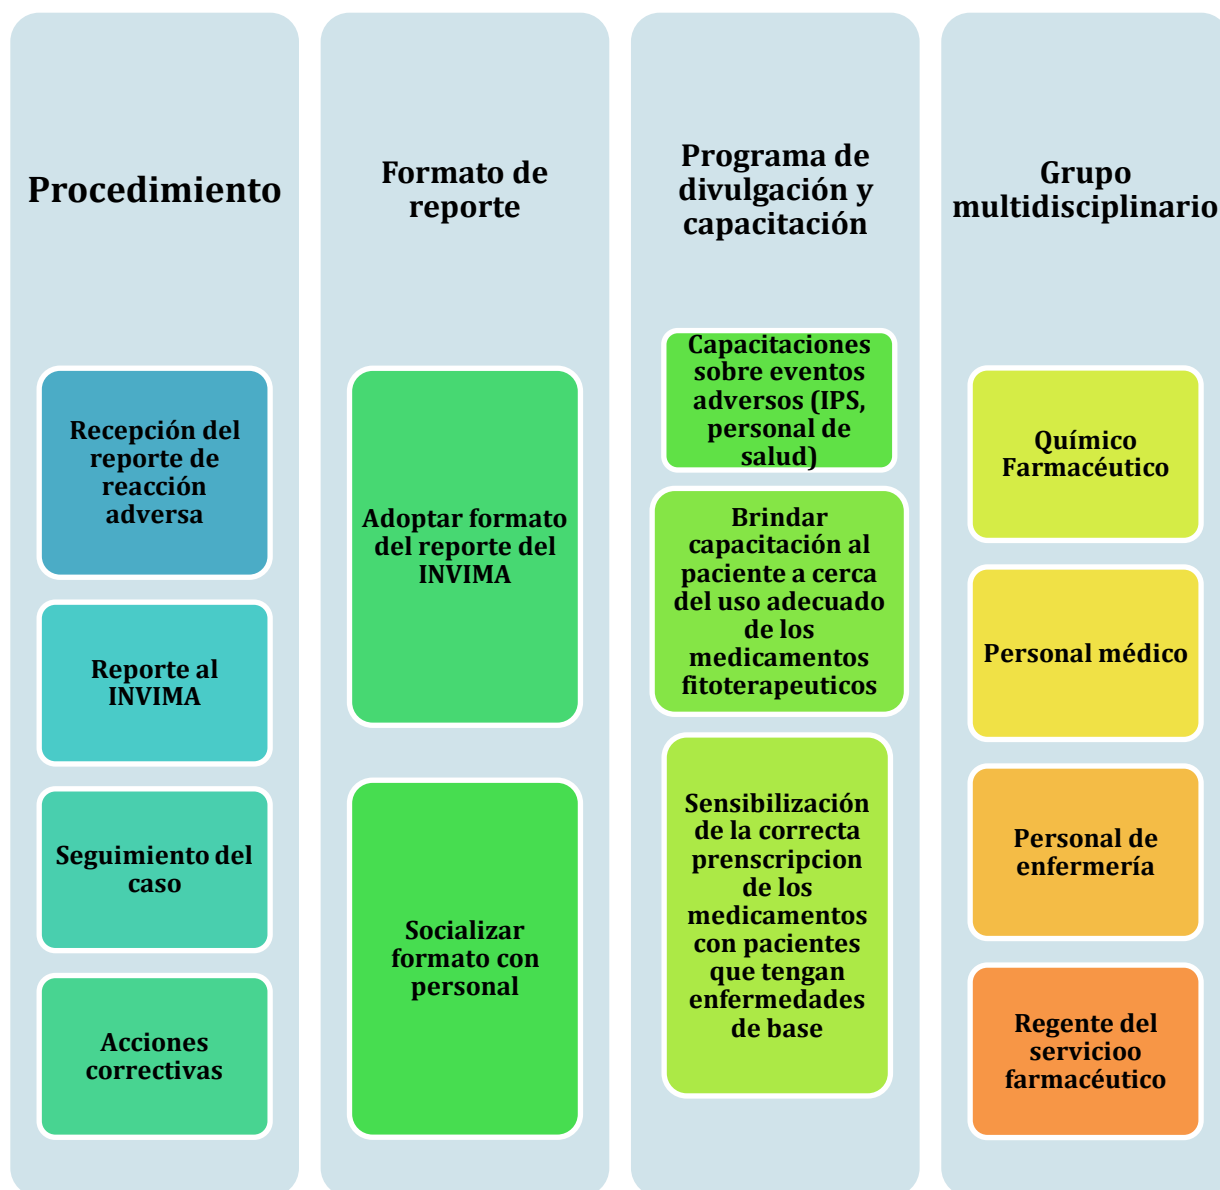 Procedimiento
Recepción del
reporte de
reacción
adversa
Reporte al
INVIMA
Seguimiento del
caso
Acciones
correctivas
Formato de
reporte
Adoptar formato
del reporte del
INVIMA
Socializar
formato con
personal
Programa de
divulgación y
capacitación
Capacitaciones
sobre eventos
adversos (IPS,
personal de
salud)
Brindar
capacitación al
paciente a cerca
del uso adecuado
de los
medicamentos
fitoterapeuticos
Sensibilización
de la correcta
prenscripcion
de los
medicamentos
con pacientes
que tengan
enfermedades
de base
Grupo
multidisciplinario
Químico
Farmacéutico
Personal médico
Personal de
enfermería
Regente del
servicioo
farmacéutico